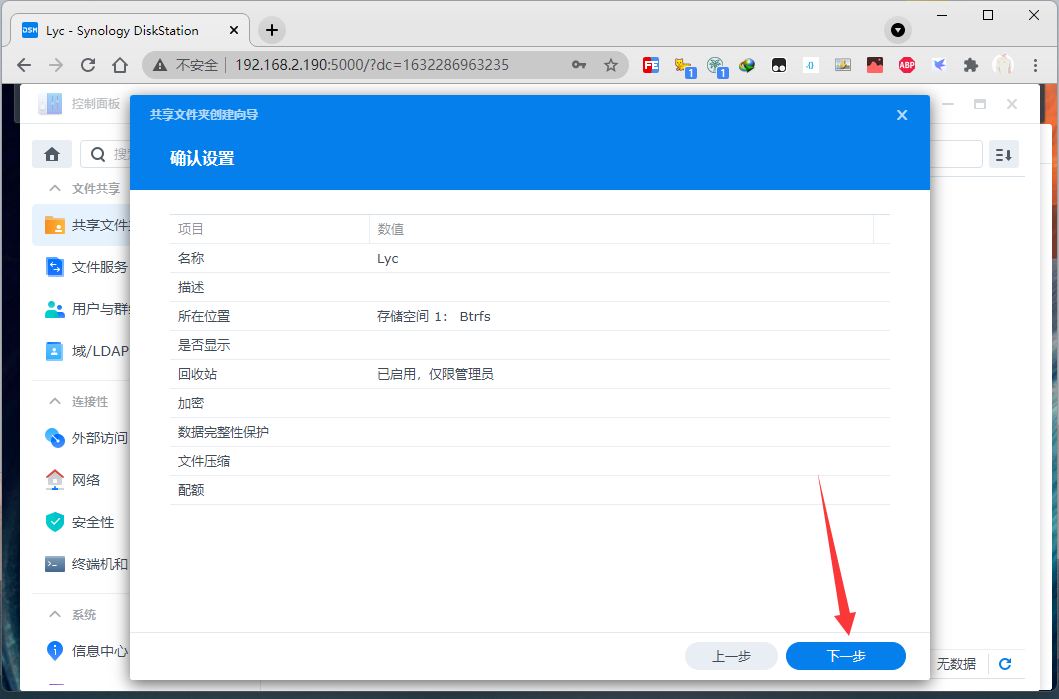 DSM Lyc - Synology DiskStation
不安全 192.168.2.190:5000/?dc=1632286963235
FE 1 1 ABP
控制面板
共享文件夹创建向导
确认设置
搜
文件共享
共享文件
文件服务
用户与群
域/LDAP
连接性
外部访问
网络
安全性
终端机和
系统
信息中心
项目 数值
名称 Lyc
描述
所在位置 存储空间 1: Btrfs
是否显示
回收站 已启用，仅限管理员
加密
数据完整性保护
文件压缩
配额
上一步 下一步
无数据